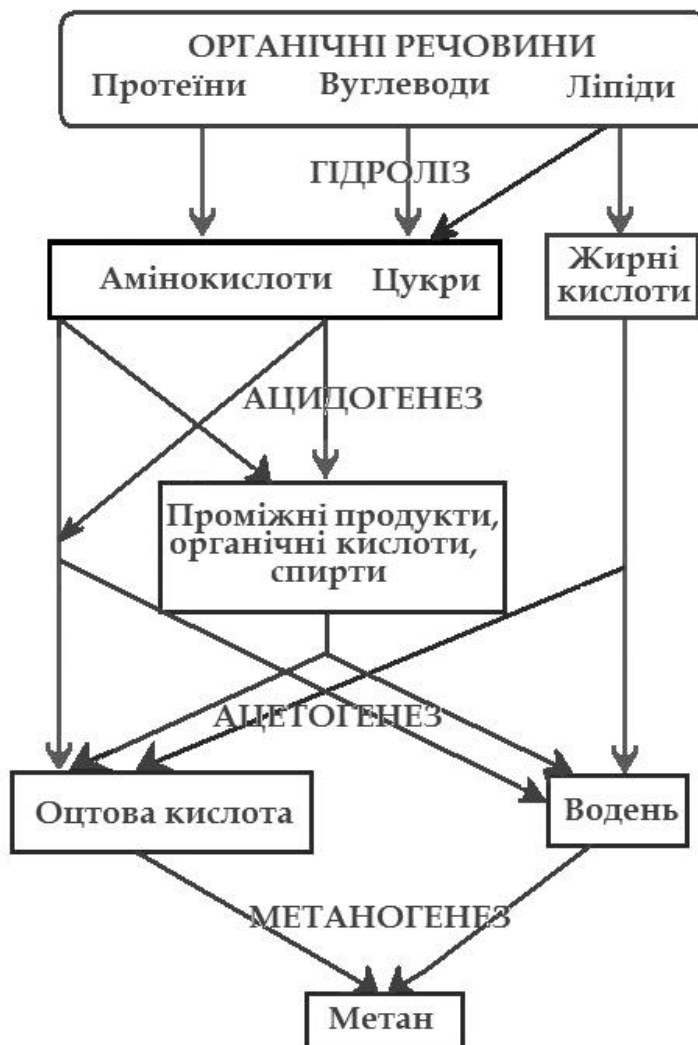 ОРГАНІЧНІ РЕЧОВИНИ
Протеїни Вуглеводи Ліпіди
ГІДРОЛІЗ
Амінокислоти Цукри
Жирні
кислоти
АЦИДОГЕНЕЗ
Проміжні продукти,
органічні кислоти,
спирти
АЦЕТОГЕНЕЗ
Оцтова кислота
Водень
МЕТАНОГЕНЕЗ
Метан